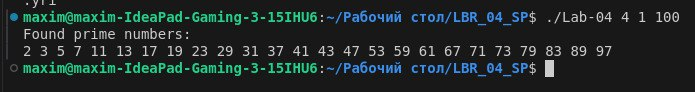 maxim@maxim-IdeaPad-Gaming-3-15IHU6:~/Рабочий стол/LBR_04_SP$ ./Lab-04 4 1 100
Found prime numbers:
2 3 5 7 11 13 17 19 23 29 31 37 41 43 47 53 59 61 67 71 73 79 83 89 97
maxim@maxim-IdeaPad-Gaming-3-15IHU6:~/Рабочий стол/LBR_04_SP$